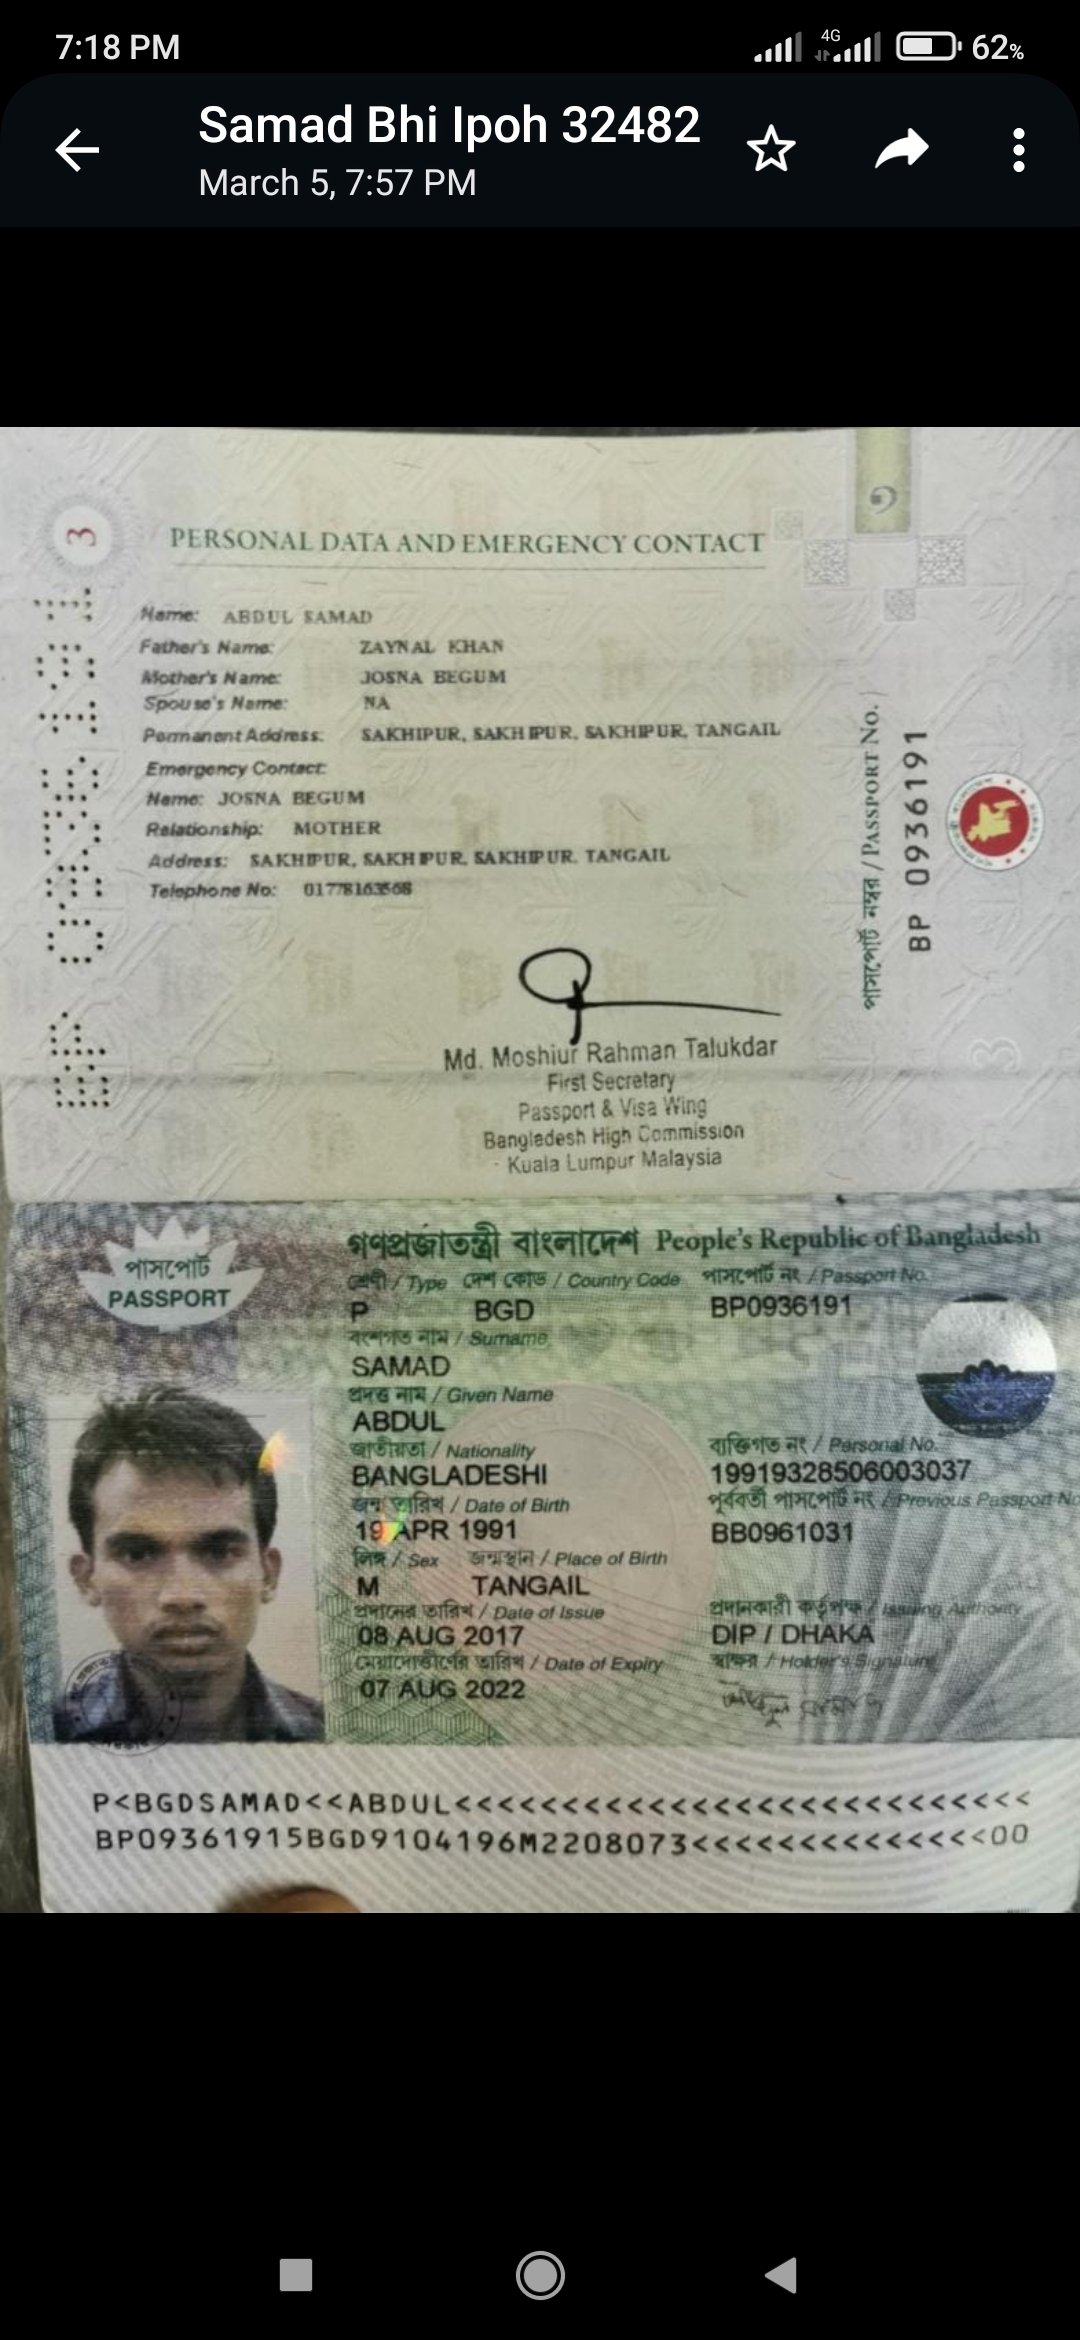 7:18 PM
4G
62%
Samad Bhi Ipoh 32482
March 5, 7:57 PM
3
PERSONAL DATA AND EMERGENCY CONTACT
Name: ABDUL SAMAD
Father's Name: ZAYNAL KHAN
Mother's Name: JOSNA BEGUM
Spouse's Name: NA
Permanent Address: SAKHIPUR, SAKHIPUR, SAKHIPUR, TANGAIL
Emergency Contact:
Name: JOSNA BEGUM
Relationship: MOTHER
Address: SAKHIPUR, SAKHIPUR, SAKHIPUR, TANGAIL
Telephone No: 01778163568
পাসপোর্ট নম্বর / PASSPORT No.
BP 0936191
Md. Moshiur Rahman Talukdar
First Secretary
Passport & Visa Wing
Bangladesh High Commission
Kuala Lumpur Malaysia
গণপ্রজাতন্ত্রী বাংলাদেশ People's Republic of Bangladesh
পাসপোর্ট
PASSPORT
শ্রেণী / Type দেশ কোড / Country Code পাসপোর্ট নং / Passport No.
P BGD BP0936191
বংশগত নাম / Surname
SAMAD
প্রদত্ত নাম / Given Name
ABDUL
জাতীয়তা / Nationality ব্যক্তিগত নং / Personal No.
BANGLADESHI 19919328506003037
জন্ম তারিখ / Date of Birth পূর্ববর্তী পাসপোর্ট নং / Previous Passport No
19 APR 1991 BB0961031
লিঙ্গ / Sex জন্মস্থান / Place of Birth
M TANGAIL
প্রদানের তারিখ / Date of Issue প্রদানকারী কর্তৃপক্ষ / Issuing Authority
08 AUG 2017 DIP / DHAKA
মেয়াদোত্তীর্ণের তারিখ / Date of Expiry স্বাক্ষর / Holder's Signature
07 AUG 2022
P<BGDSAMAD<<ABDUL<<<<<<<<<<<<<<<<<<<<<<<<<<<
BP09361915BGD9104196M2208073<<<<<<<<<<<<<<00